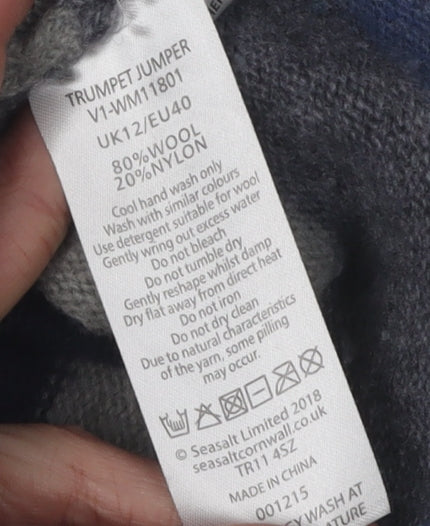 TRUMPET JUMPER
V1-WM11801
UK12/EU40
80%WOOL
20%NYLON
Cool hand wash only
Wash with similar colours
Use detergent suitable for wool
Gently wring out excess water
Do not bleach
Do not tumble dry
Gently reshape whilst damp
Dry flat away from direct heat
Do not iron
Do not dry clean
Due to natural characteristics
of the yarn, some pilling
may occur.
© Seasalt Limited 2018
seasaltcornwall.co.uk
TR11 4SZ
MADE IN CHINA
001215
WASH AT